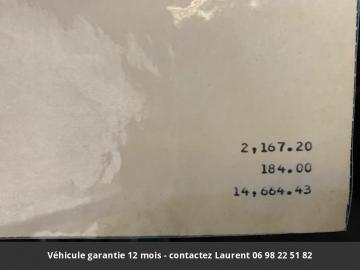 2,167.20
184.00
14,664.43
Véhicule garantie 12 mois - contactez Laurent 06 98 22 51 82